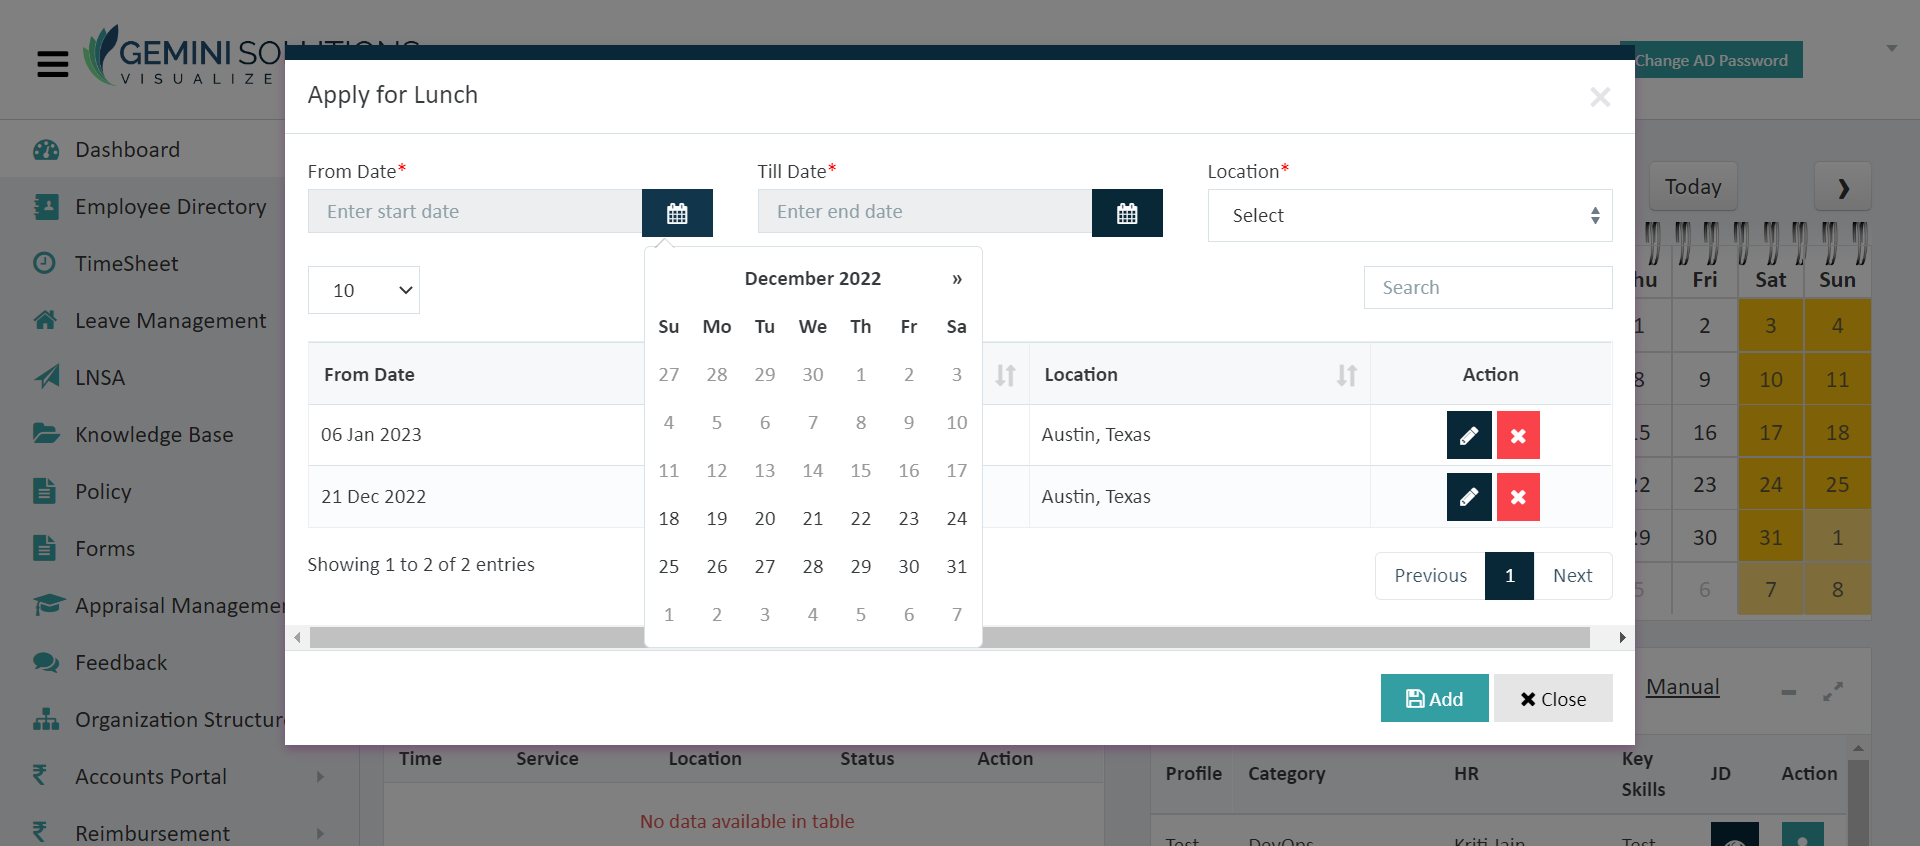 GEMINI SOLUTIONS
VISUALIZE
Change AD Password
Apply for Lunch
×
Dashboard
Employee Directory
TimeSheet
Leave Management
LNSA
Knowledge Base
Policy
Forms
Appraisal Management
Feedback
Organization Structure
Accounts Portal
Reimbursement
From Date*
Till Date*
Location*
Enter start date
Enter end date
Select
10
Search
December 2022 »
Su Mo Tu We Th Fr Sa
27 28 29 30 1 2 3
4 5 6 7 8 9 10
11 12 13 14 15 16 17
18 19 20 21 22 23 24
25 26 27 28 29 30 31
1 2 3 4 5 6 7
From Date Location Action
06 Jan 2023 Austin, Texas
21 Dec 2022 Austin, Texas
Showing 1 to 2 of 2 entries
Previous 1 Next
Add Close
Today
Fri Sat Sun
1 2 3 4
8 9 10 11
15 16 17 18
22 23 24 25
29 30 31 1
5 6 7 8
Manual
Time Service Location Status Action
No data available in table
Profile Category HR Key Skills JD Action
Test DevOps Kriti Jain Test